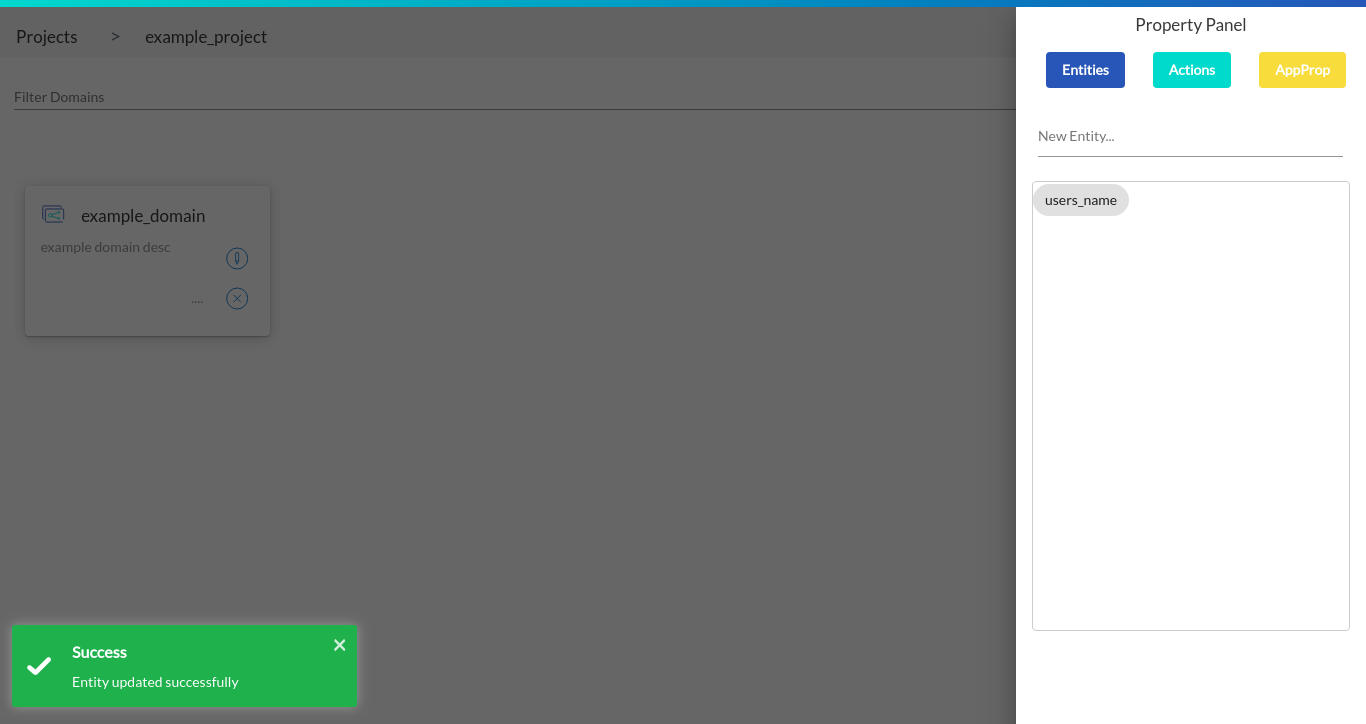 Projects > example_project
Filter Domains
example_domain
example domain desc
....
Success
Entity updated successfully
Property Panel
Entities Actions AppProp
New Entity...
users_name